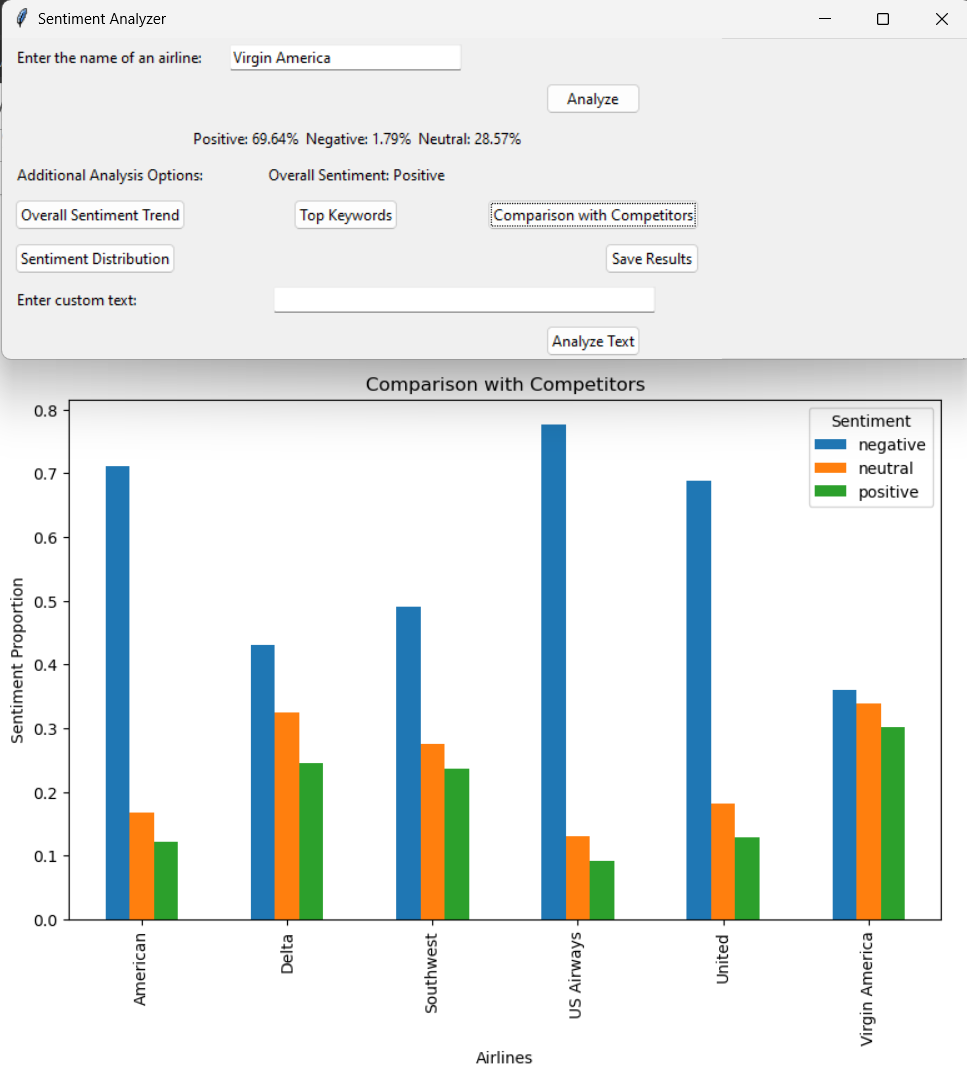 Sentiment Analyzer
Enter the name of an airline: Virgin America
Analyze
Positive: 69.64% Negative: 1.79% Neutral: 28.57%
Additional Analysis Options: Overall Sentiment: Positive
Overall Sentiment Trend Top Keywords Comparison with Competitors
Sentiment Distribution Save Results
Enter custom text:
Analyze Text
Comparison with Competitors
Sentiment
negative
neutral
positive
Sentiment Proportion
0.8
0.7
0.6
0.5
0.4
0.3
0.2
0.1
0.0
American Delta Southwest US Airways United Virgin America
Airlines